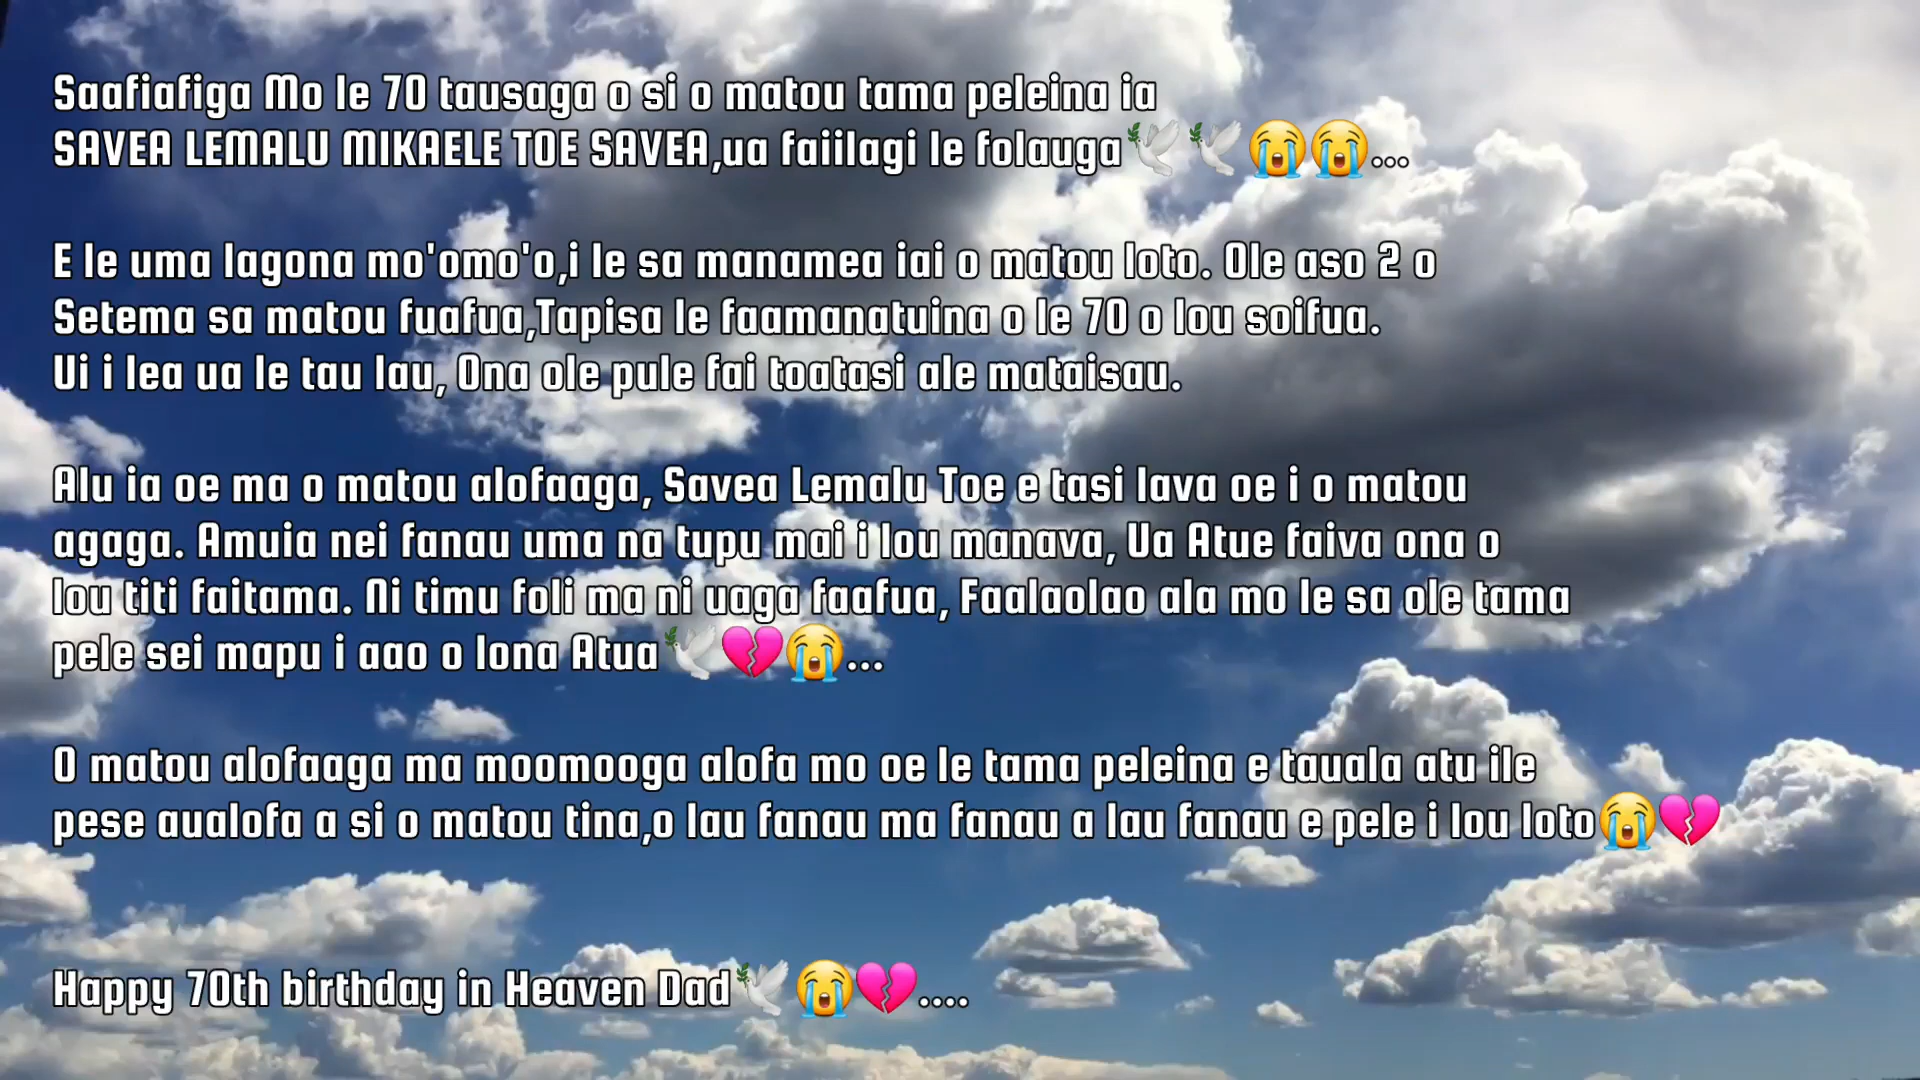 Saafiafiga Mo le 70 tausaga o si o matou tama peleina ia
SAVEA LEMALU MIKAELE TOE SAVEA,ua faiilagi le folauga🕊️🕊️😭😭...
E le uma lagona mo'omo'o,i le sa manamea iai o matou loto. Ole aso 2 o
Setema sa matou fuafua,Tapisa le faamanatuina o le 70 o lou soifua.
Ui i lea ua le tau lau, Ona ole pule fai toatasi ale mataisau.
Alu ia oe ma o matou alofaaga, Savea Lemalu Toe e tasi lava oe i o matou
agaga. Amuia nei fanau uma na tupu mai i lou manava, Ua Atue faiva ona o
lou titi faitama. Ni timu foli ma ni uaga faafua, Faalaolao ala mo le sa ole tama
pele sei mapu i aao o lona Atua🕊️💔😭...
O matou alofaaga ma moomooga alofa mo oe le tama peleina e tauala atu ile
pese aualofa a si o matou tina,o lau fanau ma fanau a lau fanau e pele i lou loto😭💔
Happy 70th birthday in Heaven Dad🕊️😭💔....